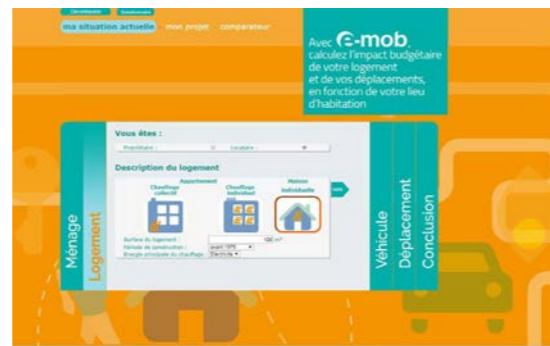 ma situation actuelle mon projet comparateur
Avec e-mob,
calculez l'impact budgétaire
de votre logement
et de vos déplacements,
en fonction de votre lieu
d'habitation
Vous êtes :
Propriétaire : Locataire :
Description du logement
Appartement Maison
Chauffage collectif Chauffage individuel individuelle
Surface du logement : m²
Période de construction : avant 1975
Energie principale du chauffage : Electricité
Ménage
Logement
Véhicule
Déplacement
Conclusion